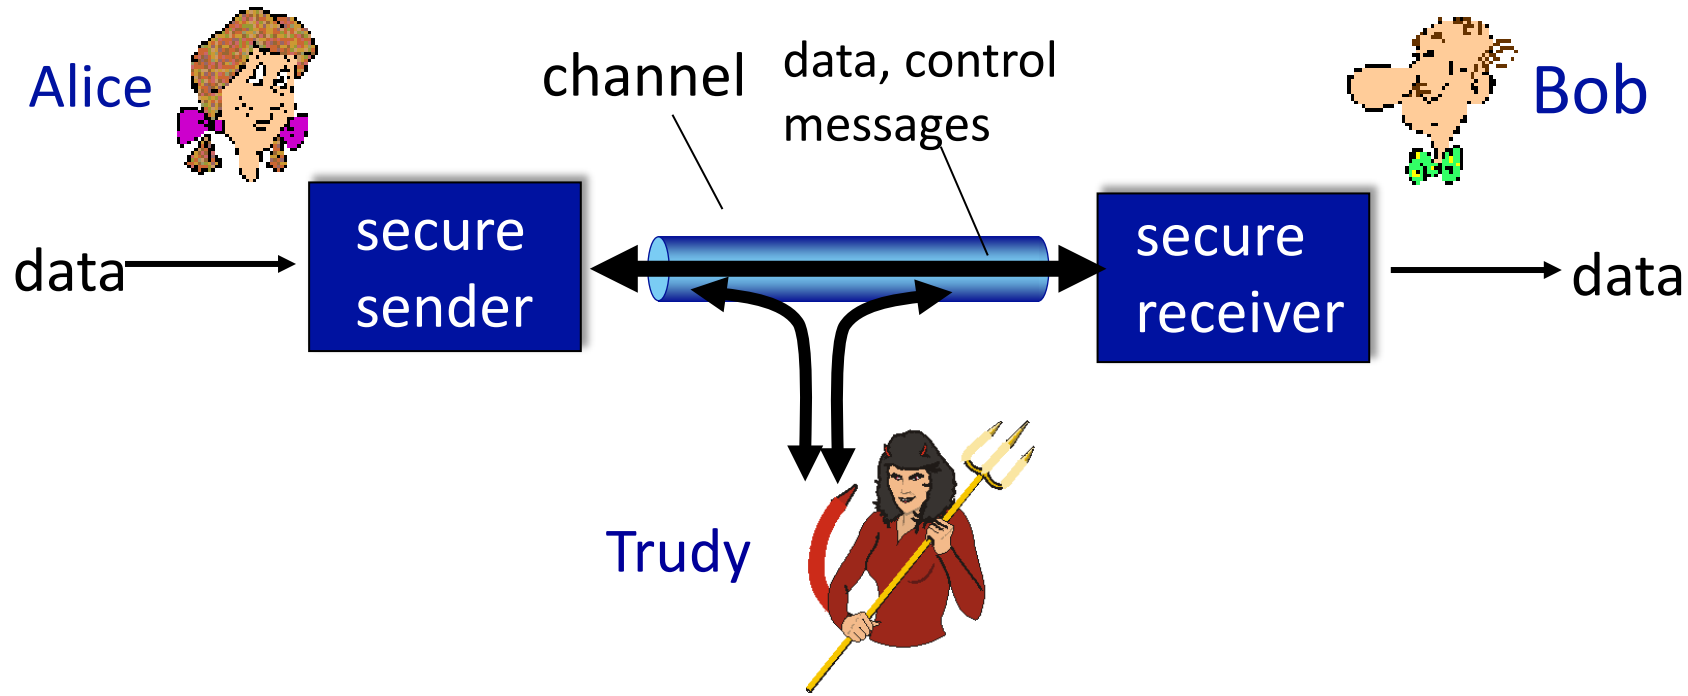 Alice
channel
data, control
messages
Bob
data
secure
sender
secure
receiver
data
Trudy